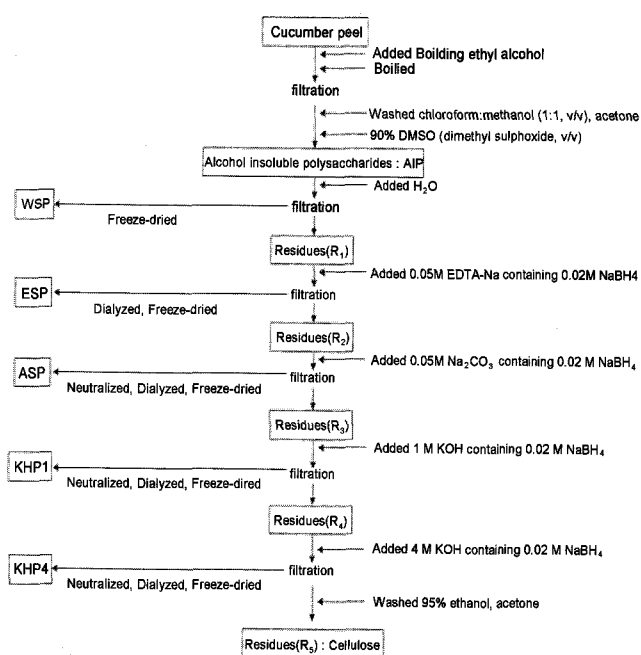 Cucumber peel
Added Boilding ethyl alcohol
Boilied
filtration
Washed chloroform:methanol (1:1, v/v), acetone
90% DMSO (dimethyl sulphoxide, v/v)
Alcohol insoluble polysaccharides : AIP
Added H₂O
WSP
filtration
Freeze-dried
Residues(R₁)
Added 0.05M EDTA-Na containing 0.02M NaBH4
ESP
filtration
Dialyzed, Freeze-dried
Residues(R₂)
Added 0.05M Na₂CO₃ containing 0.02 M NaBH₄
ASP
filtration
Neutralized, Dialyzed, Freeze-dried
Residues(R₃)
Added 1 M KOH containing 0.02 M NaBH₄
KHP1
filtration
Neutralized, Dialyzed, Freeze-dired
Residues(R₄)
Added 4 M KOH containing 0.02 M NaBH₄
KHP4
filtration
Neutralized, Dialyzed, Freeze-dried
Washed 95% ethanol, acetone
Residues(R₅) : Cellulose